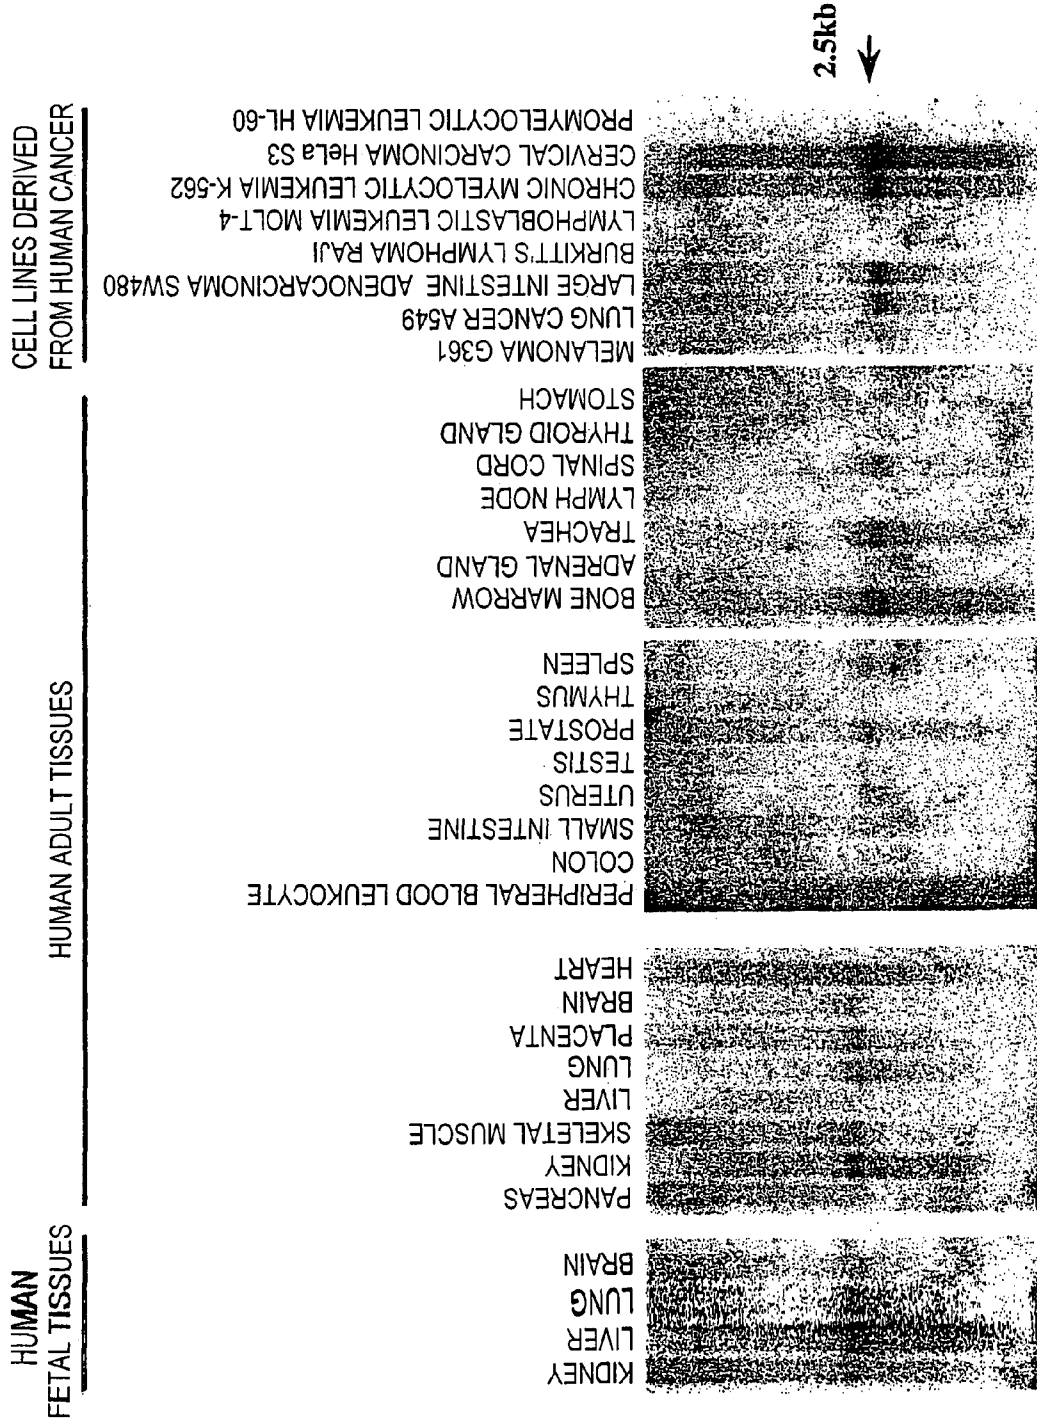 HUMAN
FETAL TISSUES
HUMAN ADULT TISSUES
CELL LINES DERIVED
FROM HUMAN CANCER
KIDNEY
LIVER
LUNG
BRAIN
PANCREAS
KIDNEY
SKELETAL MUSCLE
LIVER
LUNG
PLACENTA
BRAIN
HEART
PERIPHERAL BLOOD LEUKOCYTE
COLON
SMALL INTESTINE
UTERUS
TESTIS
PROSTATE
THYMUS
SPLEEN
BONE MARROW
ADRENAL GLAND
TRACHEA
LYMPH NODE
SPINAL CORD
THYROID GLAND
STOMACH
MELANOMA G361
LUNG CANCER A549
LARGE INTESTINE ADENOCARCINOMA SW480
BURKITT'S LYMPHOMA RAJI
LYMPHOBLASTIC LEUKEMIA MOLT-4
CHRONIC MYELOCYTIC LEUKEMIA K-562
CERVICAL CARCINOMA HeLa S3
PROMYELOCYTIC LEUKEMIA HL-60
2.5kb